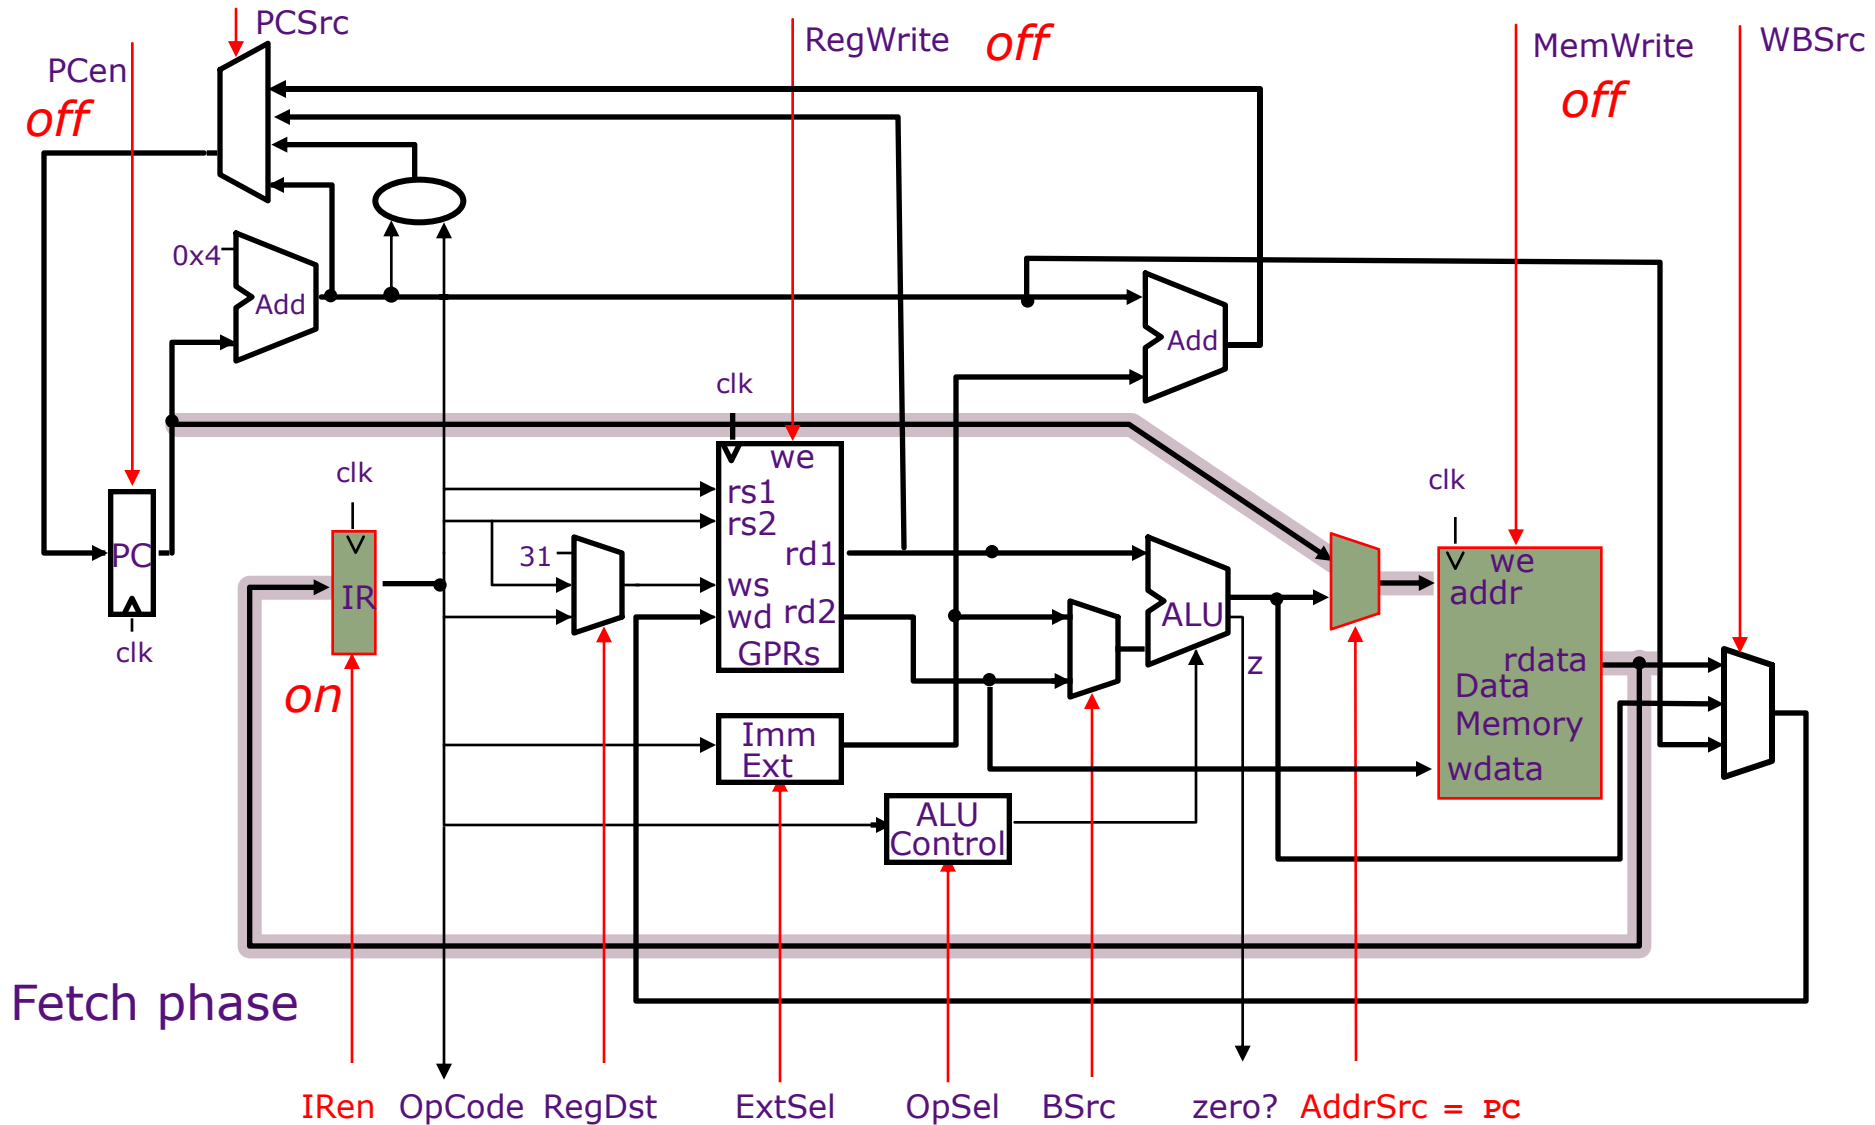 PCSrc
RegWrite off
WBSrc
MemWrite
off
PCen
off
0x4
Add
Add
clk
we
clk
clk
rs1
rs2
31
rd1
PC
we
addr
IR
ws
wd rd2
ALU
clk
GPRs
z
rdata
on
Data
Memory
Imm
Ext
wdata
ALU
Control
Fetch phase
IRen OpCode RegDst ExtSel OpSel BSrc zero? AddrSrc = PC